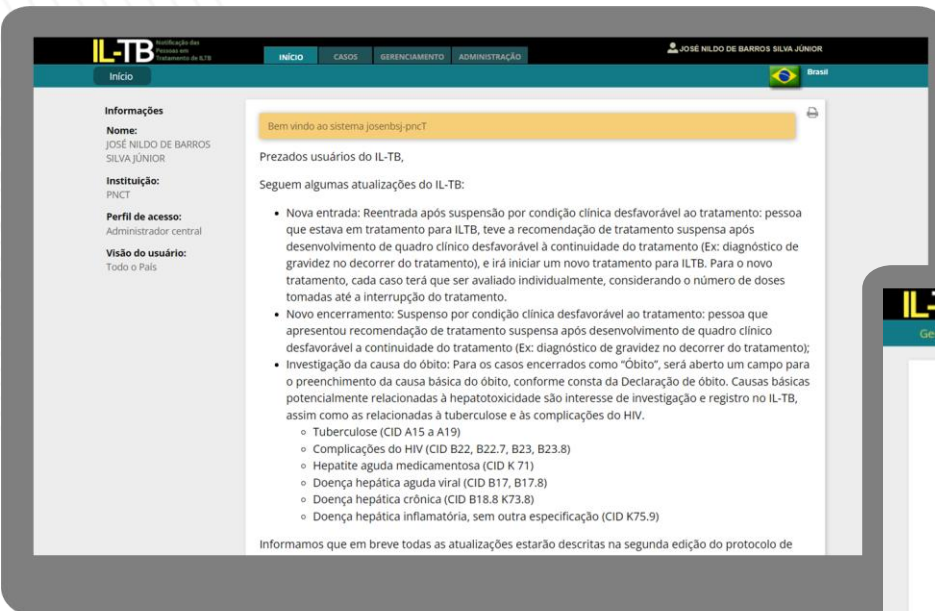 IL-TB
Notificação das
Pessoas em
Tratamento de ILTB
INÍCIO CASOS GERENCIAMENTO ADMINISTRAÇÃO
JOSÉ NILDO DE BARROS SILVA JÚNIOR
Início
Brasil
Informações
Nome:
JOSÉ NILDO DE BARROS
SILVA JÚNIOR
Instituição:
PNCT
Perfil de acesso:
Administrador central
Visão do usuário:
Todo o País
Bem vindo ao sistema josenbsj-pncT
Prezados usuários do IL-TB,
Seguem algumas atualizações do IL-TB:
• Nova entrada: Reentrada após suspensão por condição clínica desfavorável ao tratamento: pessoa
que estava em tratamento para ILTB, teve a recomendação de tratamento suspensa após
desenvolvimento de quadro clínico desfavorável à continuidade do tratamento (Ex: diagnóstico de
gravidez no decorrer do tratamento), e irá iniciar um novo tratamento para ILTB. Para o novo
tratamento, cada caso terá que ser avaliado individualmente, considerando o número de doses
tomadas até a interrupção do tratamento.
• Novo encerramento: Suspenso por condição clínica desfavorável ao tratamento: pessoa que
apresentou recomendação de tratamento suspensa após desenvolvimento de quadro clínico
desfavorável a continuidade do tratamento (Ex: diagnóstico de gravidez no decorrer do tratamento);
• Investigação da causa do óbito: Para os casos encerrados como “Óbito”, será aberto um campo para
o preenchimento da causa básica do óbito, conforme consta da Declaração de óbito. Causas básicas
potencialmente relacionadas à hepatotoxicidade são interesse de investigação e registro no IL-TB,
assim como as relacionadas à tuberculose e às complicações do HIV.
◦ Tuberculose (CID A15 a A19)
◦ Complicações do HIV (CID B22, B22.7, B23, B23.8)
◦ Hepatite aguda medicamentosa (CID K 71)
◦ Doença hepática aguda viral (CID B17, B17.8)
◦ Doença hepática crônica (CID B18.8 K73.8)
◦ Doença hepática inflamatória, sem outra especificação (CID K75.9)
Informamos que em breve todas as atualizações estarão descritas na segunda edição do protocolo de
IL-
Ge